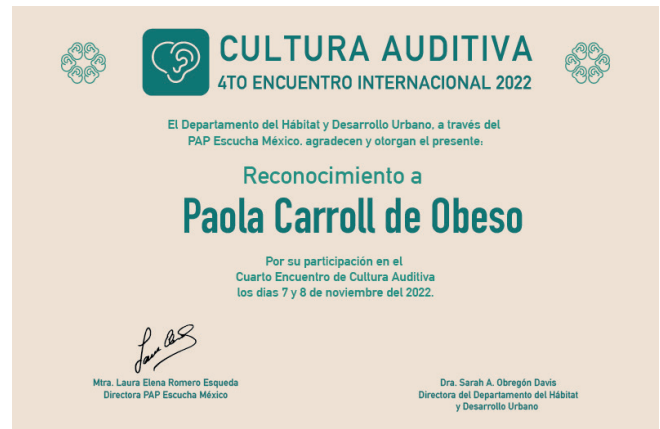 CULTURA AUDITIVA
4TO ENCUENTRO INTERNACIONAL 2022
El Departamento del Hábitat y Desarrollo Urbano, a través del
PAP Escucha México. agradecen y otorgan el presente:
Reconocimiento a
Paola Carroll de Obeso
Por su participación en el
Cuarto Encuentro de Cultura Auditiva
los días 7 y 8 de noviembre del 2022.
Mtra. Laura Elena Romero Esqueda
Directora PAP Escucha México
Dra. Sarah A. Obregón Davis
Directora del Departamento del Hábitat
y Desarrollo Urbano